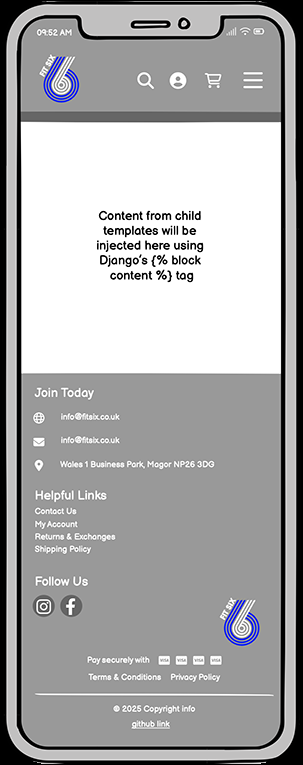 09:52 AM
FIT SIX
Content from child
templates will be
injected here using
Django's {% block
content %} tag
Join Today
info@fitsix.co.uk
info@fitsix.co.uk
Wales 1 Business Park, Magor NP26 3DG
Helpful Links
Contact Us
My Account
Returns & Exchanges
Shipping Policy
Follow Us
FIT SIX
Pay securely with VISA VISA VISA VISA
Terms & Conditions Privacy Policy
© 2025 Copyright info
github link